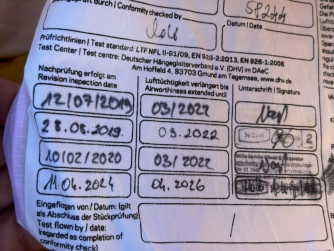 durch / Conformity checked by
Datum / Date
Prüfrichtlinien / Test standard: LTF NFL II-91/09, EN 926-2:2013, EN 926-1:2006
Test Center / Test centre: Deutscher Hängegleiterverband e.V. (DHV) im DAeC
Am Hoffeld 4, 83703 Gmund am Tegernsee, www.dhv.de
Nachprüfung erfolgt am Luftüchtigkeit verlängert bis Unterschrift / Signature
Revision inspection date Airworthiness extended until
12/07/2019 03/2022
28.08.2019. 03.2022
10/02/2020 03/2022
11.04.2024 04.2026
Eingeflogen von / Datum: (gilt
als Abschluss der Stückprüfung)
Test flown by / date: /
(regarded as completion of
conformity check)